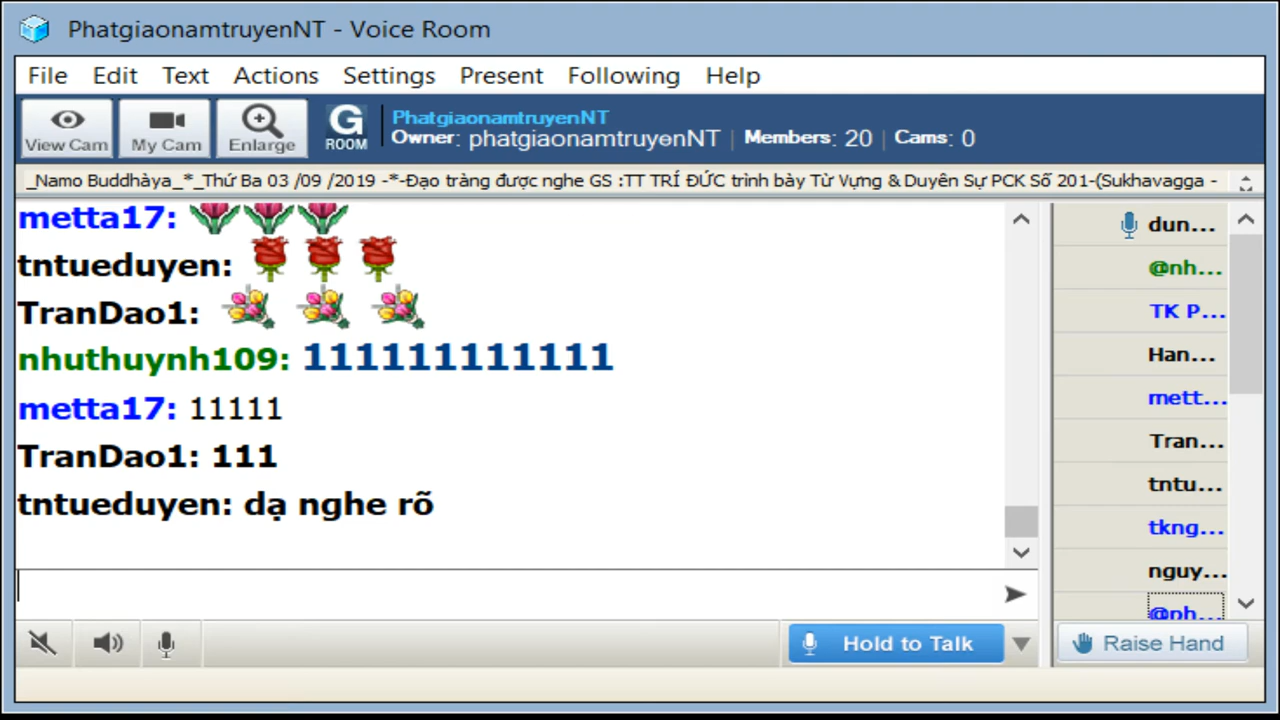 PhatgiaonamtruyenNT - Voice Room
File Edit Text Actions Settings Present Following Help
View Cam My Cam Enlarge G ROOM
PhatgiaonamtruyenNT
Owner: phatgiaonamtruyenNT | Members: 20 | Cams: 0
_Namo Buddhàya_*_Thứ Ba 03 /09 /2019 -*-Đạo tràng được nghe GS :TT TRÍ ĐỨC trình bày Từ Vựng & Duyên Sự PCK Số 201-(Sukhavagga -
metta17:
tntueduyen:
TranDao1:
nhuthuynh109: 111111111111
metta17: 11111
TranDao1: 111
tntueduyen: dạ nghe rõ
dun...
@nh...
TK P...
Han...
mett...
Tran...
tntu...
tkng...
nguy...
@ph...
Hold to Talk
Raise Hand